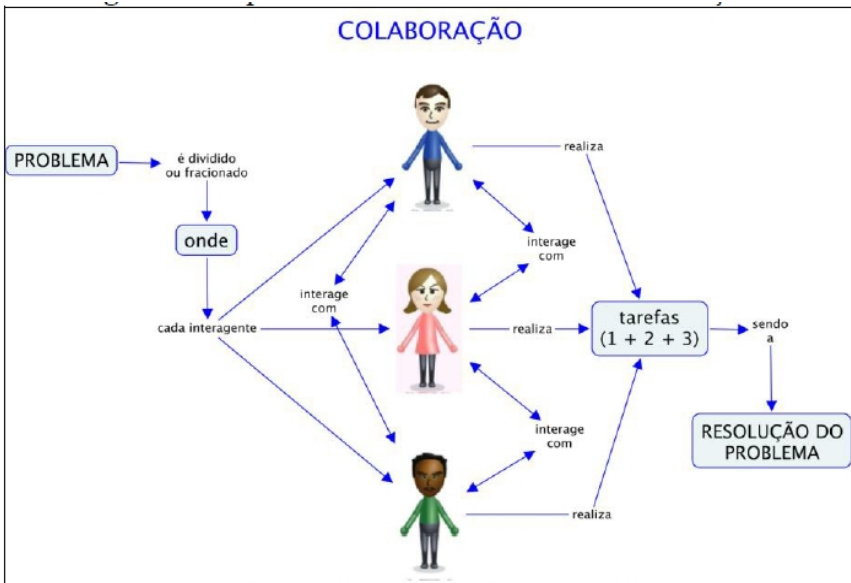 COLABORAÇÃO
PROBLEMA
é dividido
ou fracionado
onde
cada interagente
interage
com
realiza
interage
com
realiza
interage
com
realiza
tarefas
(1 + 2 + 3)
sendo
a
RESOLUÇÃO DO
PROBLEMA